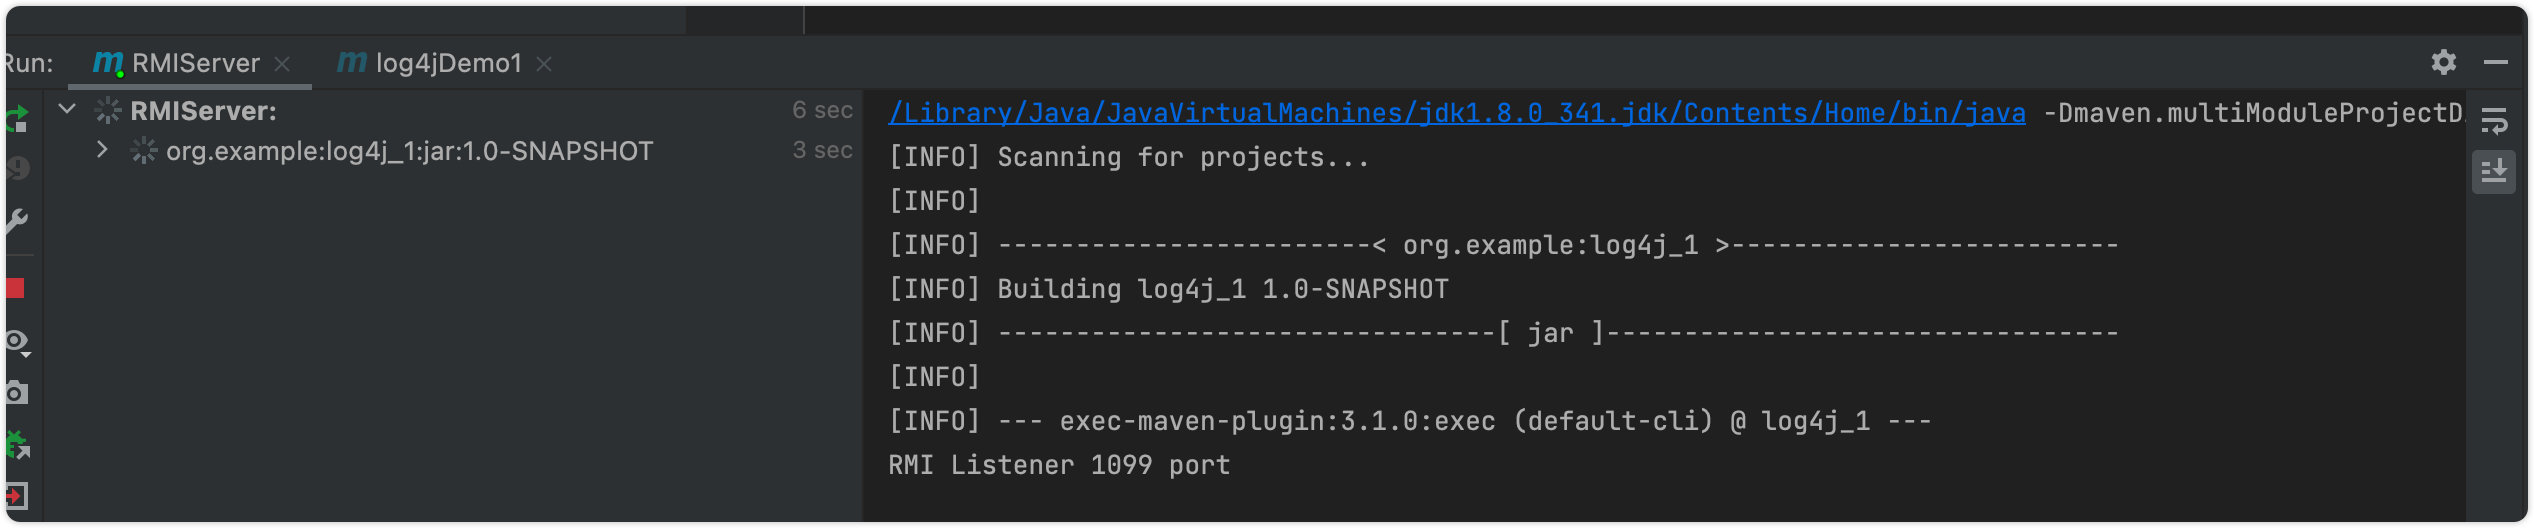 Run: RMIServer log4jDemo1
RMIServer: 6 sec
org.example:log4j_1:jar:1.0-SNAPSHOT 3 sec
/Library/Java/JavaVirtualMachines/jdk1.8.0_341.jdk/Contents/Home/bin/java -Dmaven.multiModuleProjectD
[INFO] Scanning for projects...
[INFO]
[INFO] ------------------------< org.example:log4j_1 >-------------------------
[INFO] Building log4j_1 1.0-SNAPSHOT
[INFO] --------------------------------[ jar ]---------------------------------
[INFO]
[INFO] --- exec-maven-plugin:3.1.0:exec (default-cli) @ log4j_1 ---
RMI Listener 1099 port